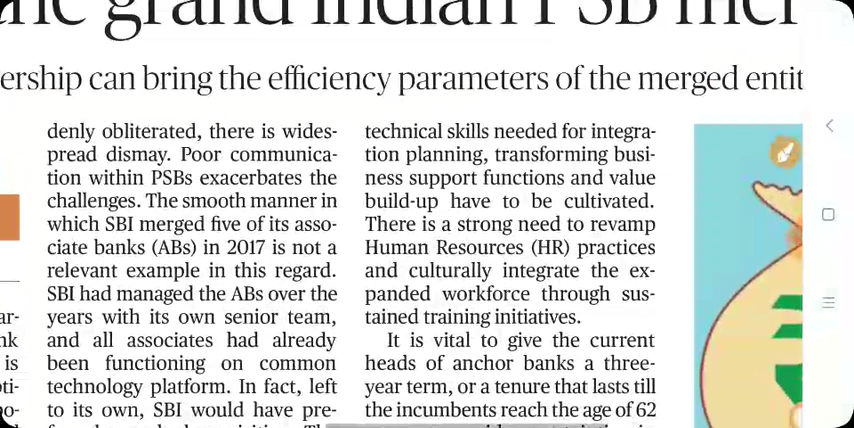 grand Indian PSB
ership can bring the efficiency parameters of the merged entit
denly obliterated, there is wides-
pread dismay. Poor communica-
tion within PSBs exacerbates the
challenges. The smooth manner in
which SBI merged five of its asso-
ciate banks (ABs) in 2017 is not a
relevant example in this regard.
SBI had managed the ABs over the
years with its own senior team,
and all associates had already
been functioning on common
technology platform. In fact, left
to its own, SBI would have pre-
technical skills needed for integra-
tion planning, transforming busi-
ness support functions and value
build-up have to be cultivated.
There is a strong need to revamp
Human Resources (HR) practices
and culturally integrate the ex-
panded workforce through sus-
tained training initiatives.
It is vital to give the current
heads of anchor banks a three-
year term, or a tenure that lasts till
the incumbents reach the age of 62